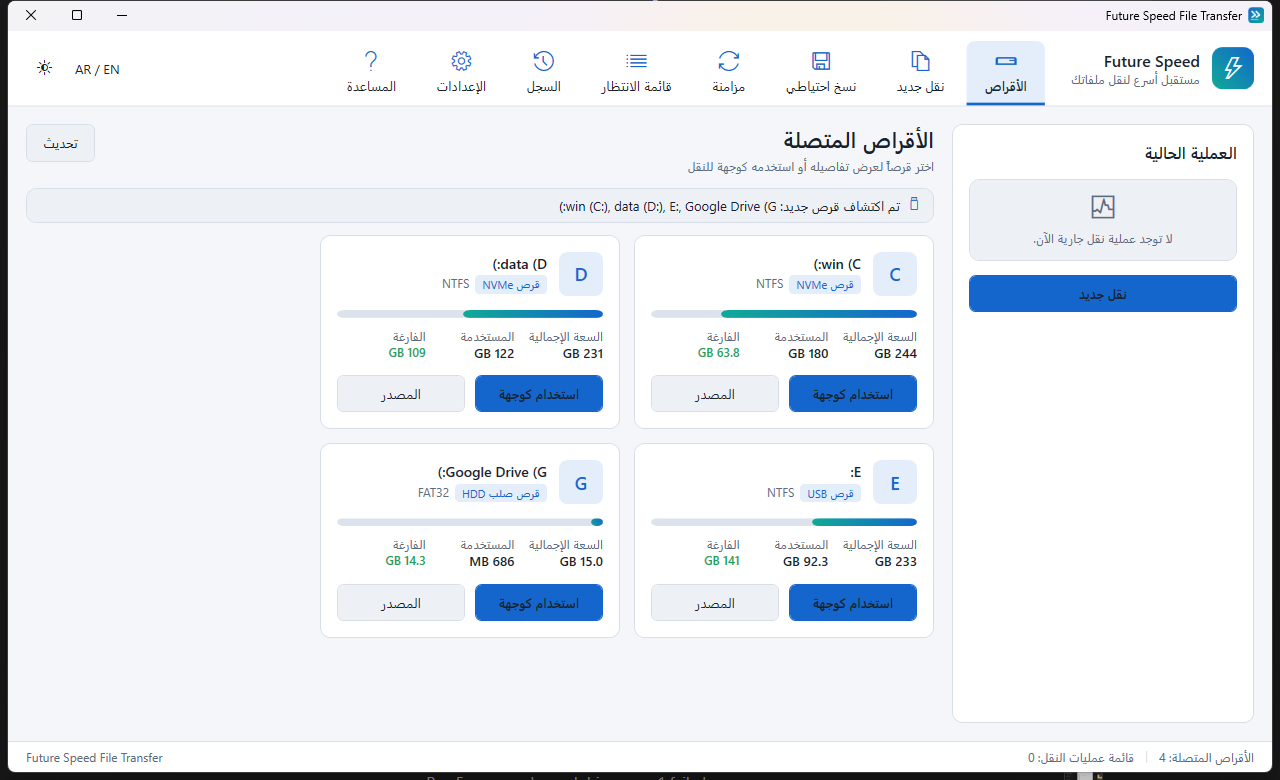 Future Speed File Transfer
Future Speed
مستقبل أسرع لنقل ملفاتك
الأقراص
نقل جديد
نسخ احتياطي
مزامنة
قائمة الانتظار
السجل
الإعدادات
المساعدة
AR / EN
العملية الحالية
لا توجد عملية نقل جارية الآن.
نقل جديد
الأقراص المتصلة
اختر قرصاً لعرض تفاصيله أو استخدمه كوجهة للنقل
تحديث
تم اكتشاف قرص جديد: win (C:), data (D:), E:, Google Drive (G:)
C
win (C:)
قرص NVMe NTFS
السعة الإجمالية المستخدمة الفارغة
244 GB 180 GB 63.8 GB
استخدام كوجهة المصدر
D
data (D:)
قرص NVMe NTFS
السعة الإجمالية المستخدمة الفارغة
231 GB 122 GB 109 GB
استخدام كوجهة المصدر
E
E:
قرص USB NTFS
السعة الإجمالية المستخدمة الفارغة
233 GB 92.3 GB 141 GB
استخدام كوجهة المصدر
G
Google Drive (G:)
قرص صلب HDD FAT32
السعة الإجمالية المستخدمة الفارغة
15.0 GB 686 MB 14.3 GB
استخدام كوجهة المصدر
الأقراص المتصلة: 4
قائمة عمليات النقل: 0
Future Speed File Transfer